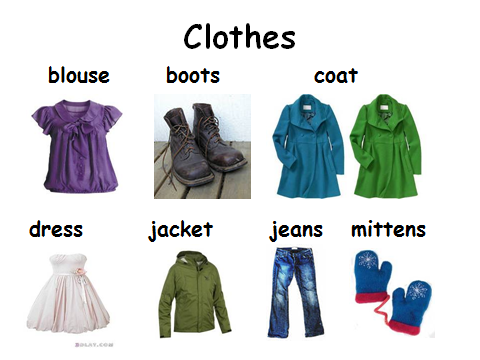 Clothes
blouse boots coat
dress jacket jeans mittens